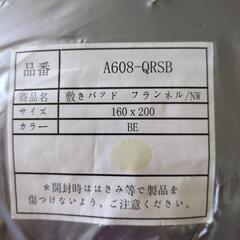 品番 A608-QRSB
商品名 敷きパッド フランネル/NW
サイズ 160x200
カラー BE
*開封時ははさみ等で製品を
傷つけないよう、ご注意ください。